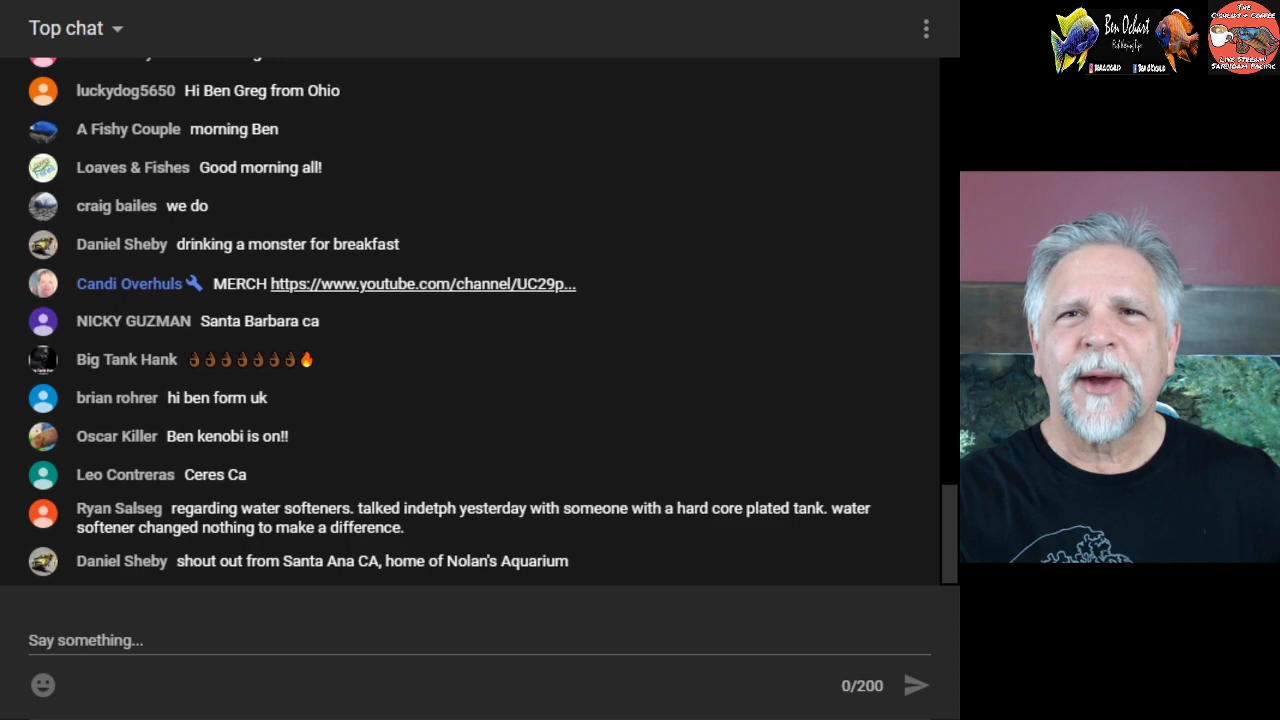 Top chat
luckydog5650 Hi Ben Greg from Ohio
A Fishy Couple morning Ben
Loaves & Fishes Good morning all!
craig bailes we do
Daniel Sheby drinking a monster for breakfast
Candi Overhuls MERCH https://www.youtube.com/channel/UC29p...
NICKY GUZMAN Santa Barbara ca
Big Tank Hank 👌🏾👌🏾👌🏾👌🏾👌🏾👌🏾👌🏾🔥
brian rohrer hi ben form uk
Oscar Killer Ben kenobi is on!!
Leo Contreras Ceres Ca
Ryan Salseg regarding water softeners. talked indetph yesterday with someone with a hard core plated tank. water
softener changed nothing to make a difference.
Daniel Sheby shout out from Santa Ana CA, home of Nolan's Aquarium
Say something...
0/200
Ben Ochart
The
Live Stream!